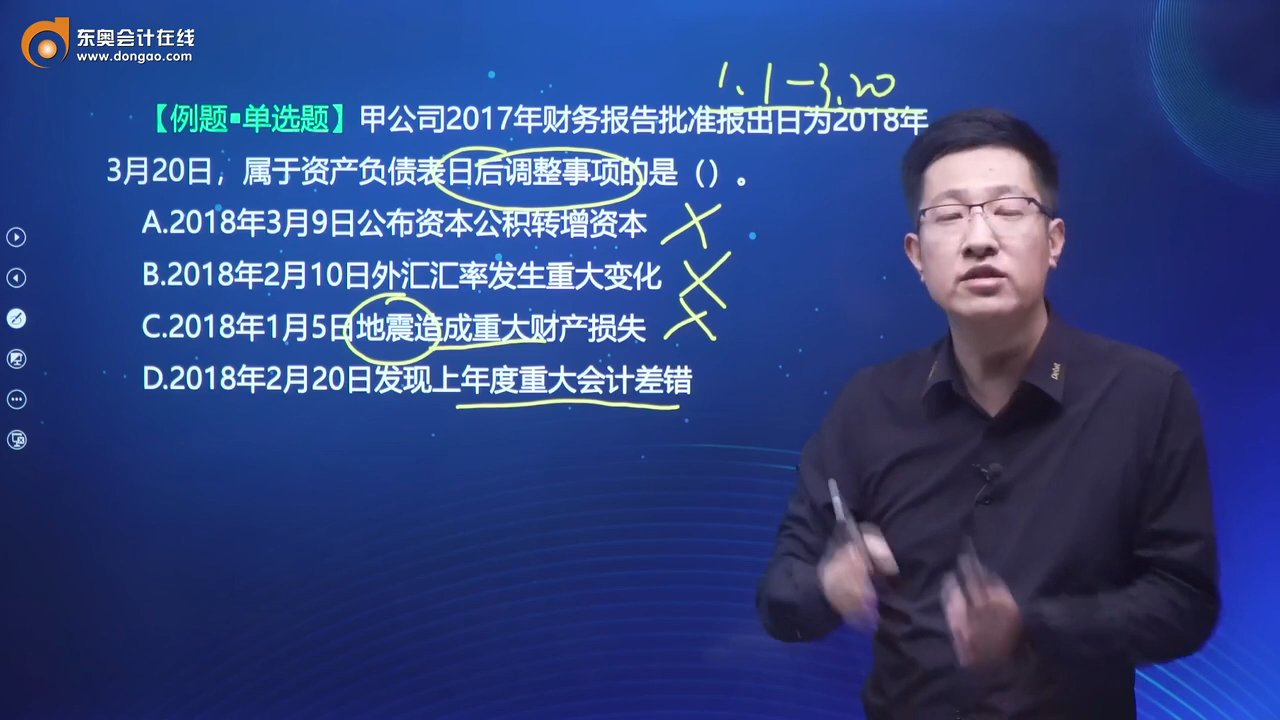 东奥会计在线
www.dongao.com
1.1-3.20
【例题▪单选题】甲公司2017年财务报告批准报出日为2018年
3月20日，属于资产负债表日后调整事项的是（）。
A.2018年3月9日公布资本公积转增资本
B.2018年2月10日外汇汇率发生重大变化
C.2018年1月5日地震造成重大财产损失
D.2018年2月20日发现上年度重大会计差错